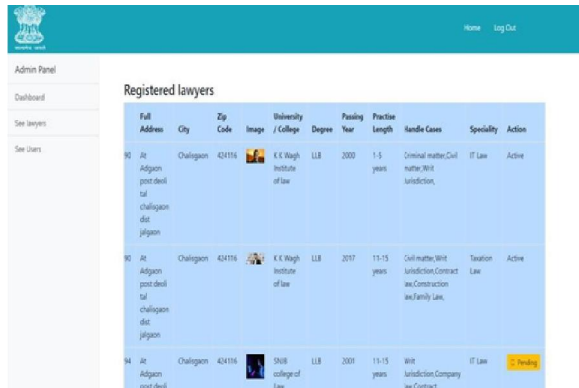 Home Log Out
Admin Panel
Dashboard
See lawyers
See Users
Registered lawyers
Full Address City Zip Code Image University / College Degree Passing Year Practise Length Handle Cases Speciality Action
90 At Adgaon post deoli tal chalisgaon dist jalgaon Chalisgaon 424116 K K Wagh Institute of law LLB 2000 1-5 years Criminal matter,Civil matter,Writ Jurisdiction, IT Law Active
90 At Adgaon post deoli tal chalisgaon dist jalgaon Chalisgaon 424116 K K Wagh Institute of law LLB 2017 11-15 years Civil matter,Writ Jurisdiction,Contract law,Construction law,Family Law, Taxation Law Active
94 At Adgaon post deoli Chalisgaon 424116 college of Law LLB 2001 11-15 years Writ Jurisdiction,Company law,Contract IT Law Pending